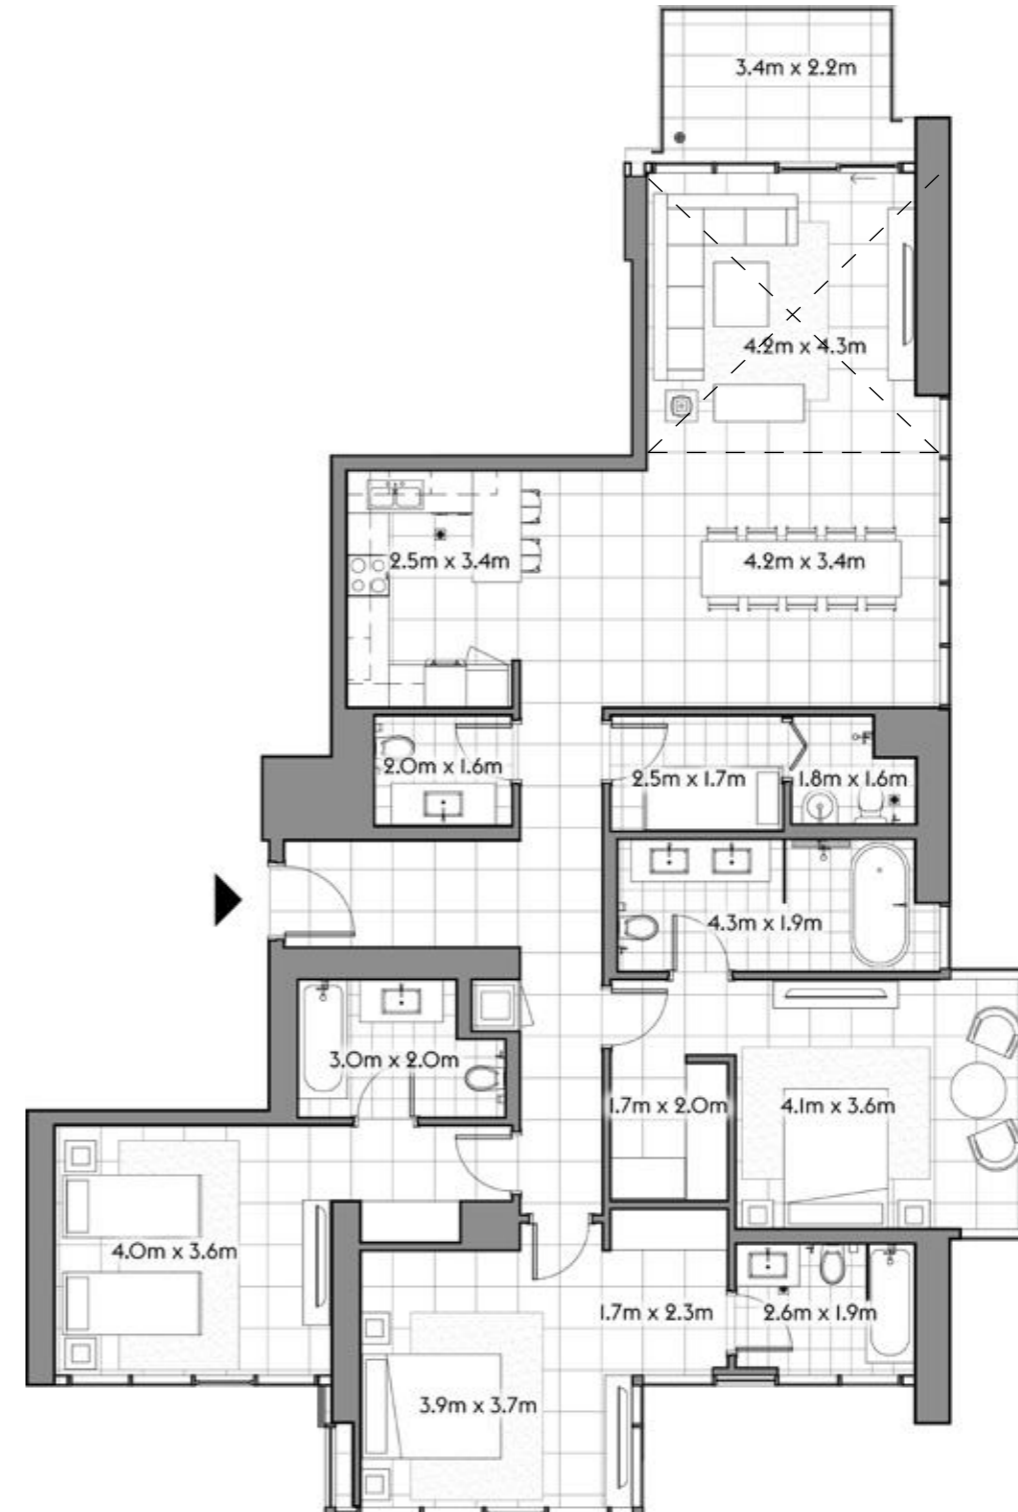 3.4m x 2.2m
4.2m x 4.3m
2.5m x 3.4m
4.2m x 3.4m
2.0m x 1.6m
2.5m x 1.7m
1.8m x 1.6m
4.3m x 1.9m
3.0m x 2.0m
1.7m x 2.0m
4.1m x 3.6m
4.0m x 3.6m
1.7m x 2.3m
2.6m x 1.9m
3.9m x 3.7m